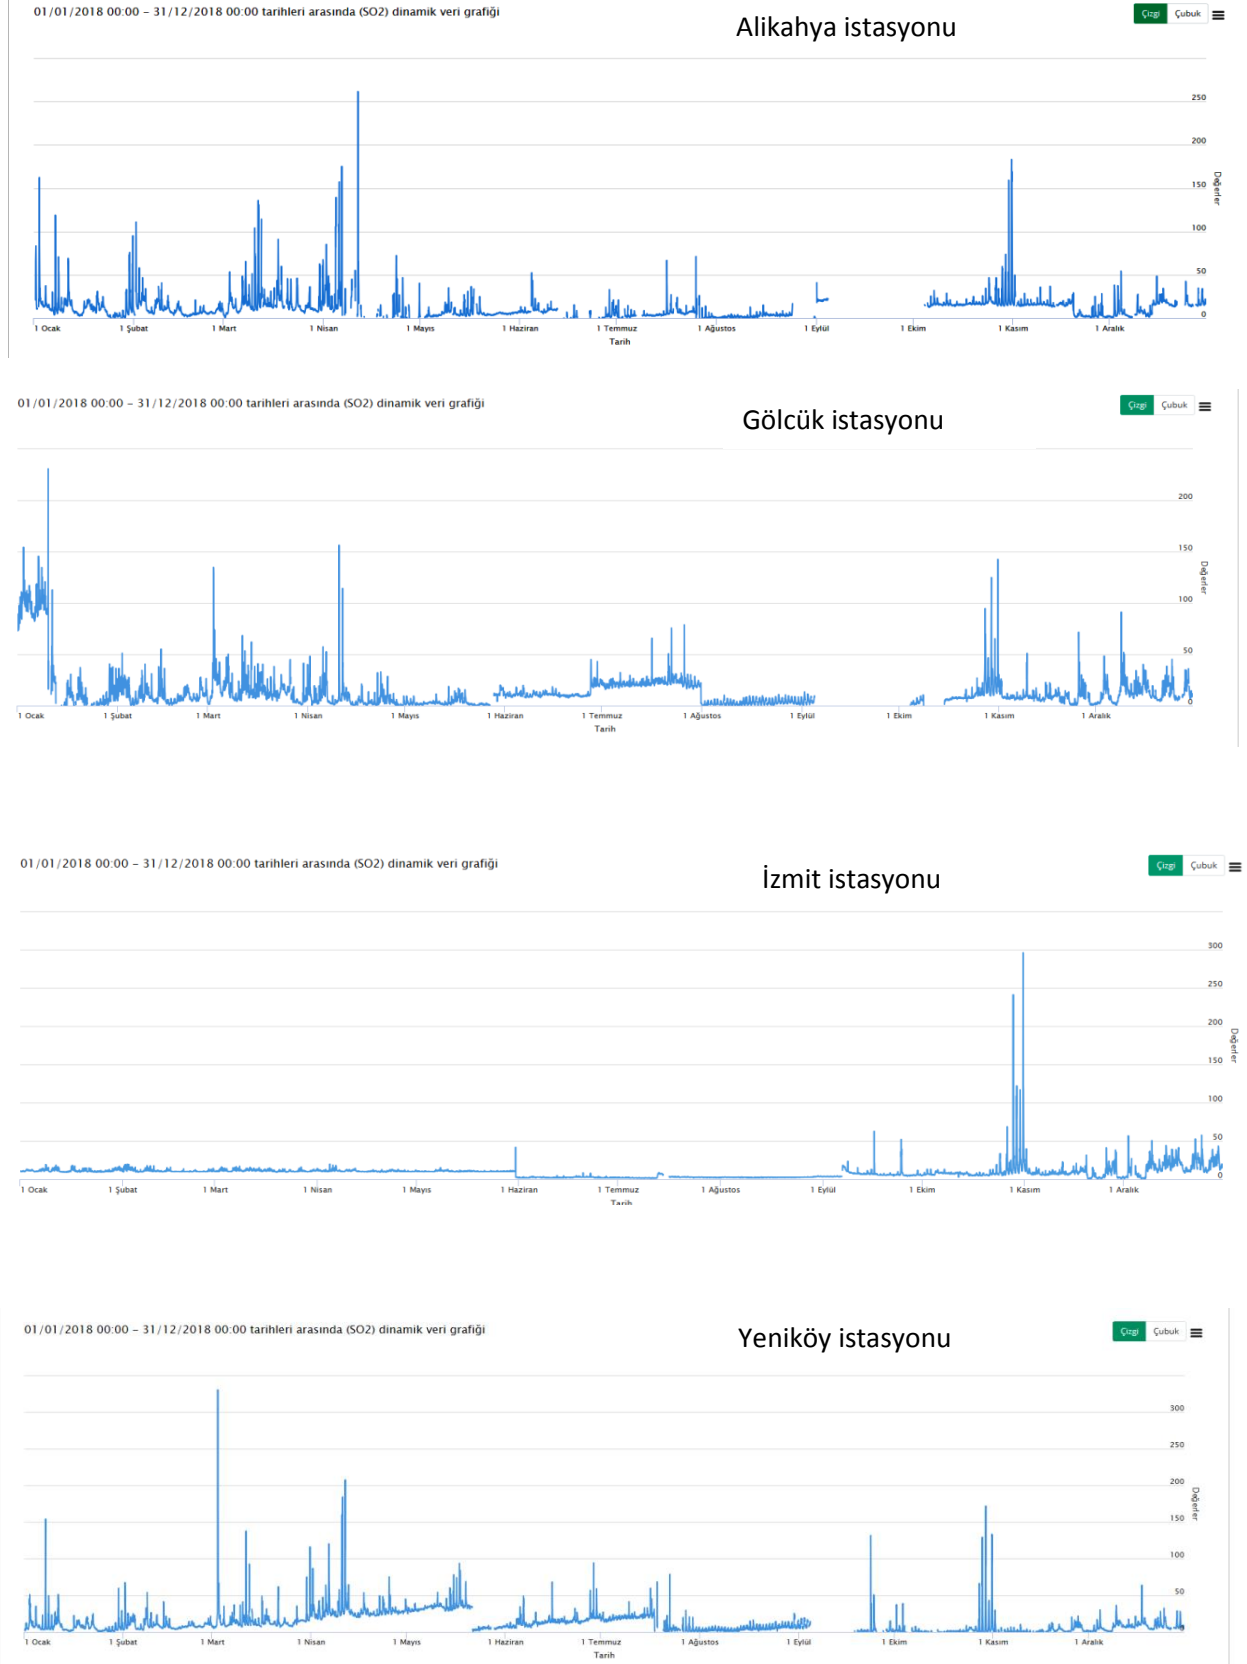 01/01/2018 00:00 - 31/12/2018 00:00 tarihleri arasında (SO2) dinamik veri grafiği
Alikahya istasyonu
Çizgi Çubuk
250
200
150
100
50
0
Değerler
1 Ocak 1 Şubat 1 Mart 1 Nisan 1 Mayıs 1 Haziran 1 Temmuz 1 Ağustos 1 Eylül 1 Ekim 1 Kasım 1 Aralık
Tarih
01/01/2018 00:00 - 31/12/2018 00:00 tarihleri arasında (SO2) dinamik veri grafiği
Gölcük istasyonu
Çizgi Çubuk
200
150
100
50
0
Değerler
1 Ocak 1 Şubat 1 Mart 1 Nisan 1 Mayıs 1 Haziran 1 Temmuz 1 Ağustos 1 Eylül 1 Ekim 1 Kasım 1 Aralık
Tarih
01/01/2018 00:00 - 31/12/2018 00:00 tarihleri arasında (SO2) dinamik veri grafiği
İzmit istasyonu
Çizgi Çubuk
300
250
200
150
100
50
0
Değerler
1 Ocak 1 Şubat 1 Mart 1 Nisan 1 Mayıs 1 Haziran 1 Temmuz 1 Ağustos 1 Eylül 1 Ekim 1 Kasım 1 Aralık
Tarih
01/01/2018 00:00 - 31/12/2018 00:00 tarihleri arasında (SO2) dinamik veri grafiği
Yeniköy istasyonu
Çizgi Çubuk
300
250
200
150
100
50
0
Değerler
1 Ocak 1 Şubat 1 Mart 1 Nisan 1 Mayıs 1 Haziran 1 Temmuz 1 Ağustos 1 Eylül 1 Ekim 1 Kasım 1 Aralık
Tarih